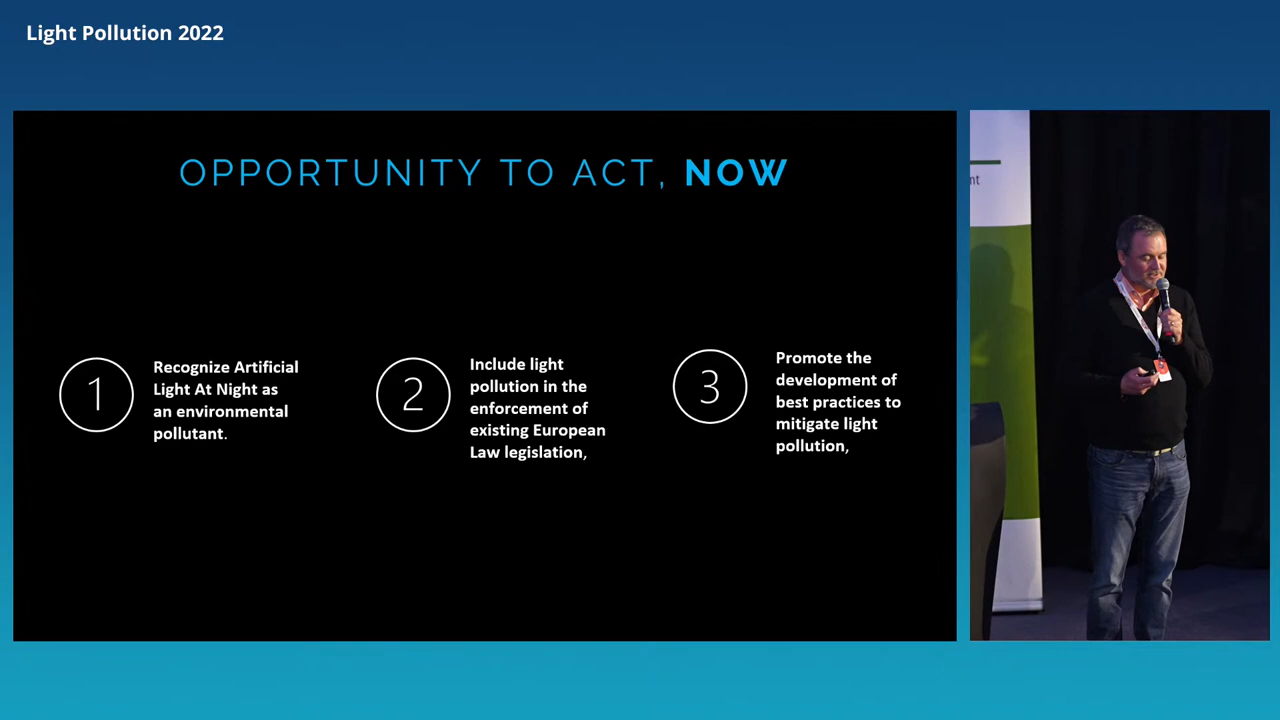 Light Pollution 2022
OPPORTUNITY TO ACT, NOW
1
Recognize Artificial
Light At Night as
an environmental
pollutant.
2
Include light
pollution in the
enforcement of
existing European
Law legislation,
3
Promote the
development of
best practices to
mitigate light
pollution,
nt